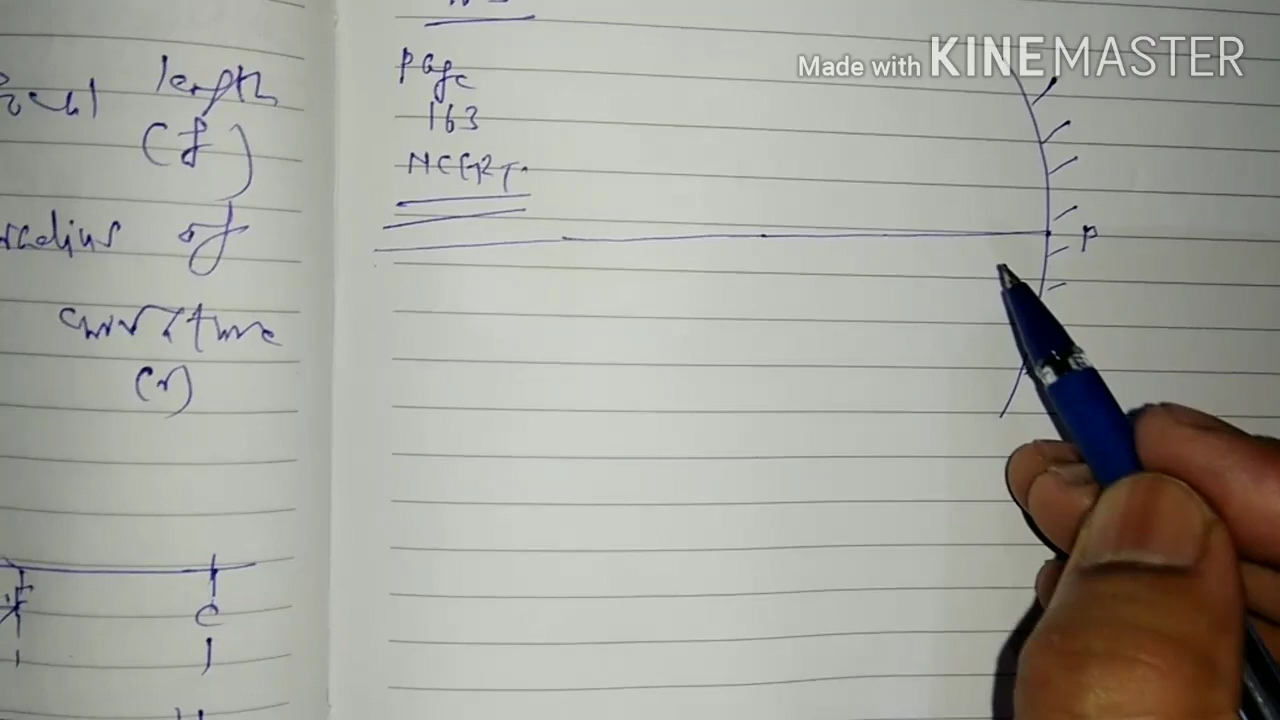 Made with KINEMASTER
length
(f)
radius of
curvature
(r)
F
C
Page
163
NCERT.
P